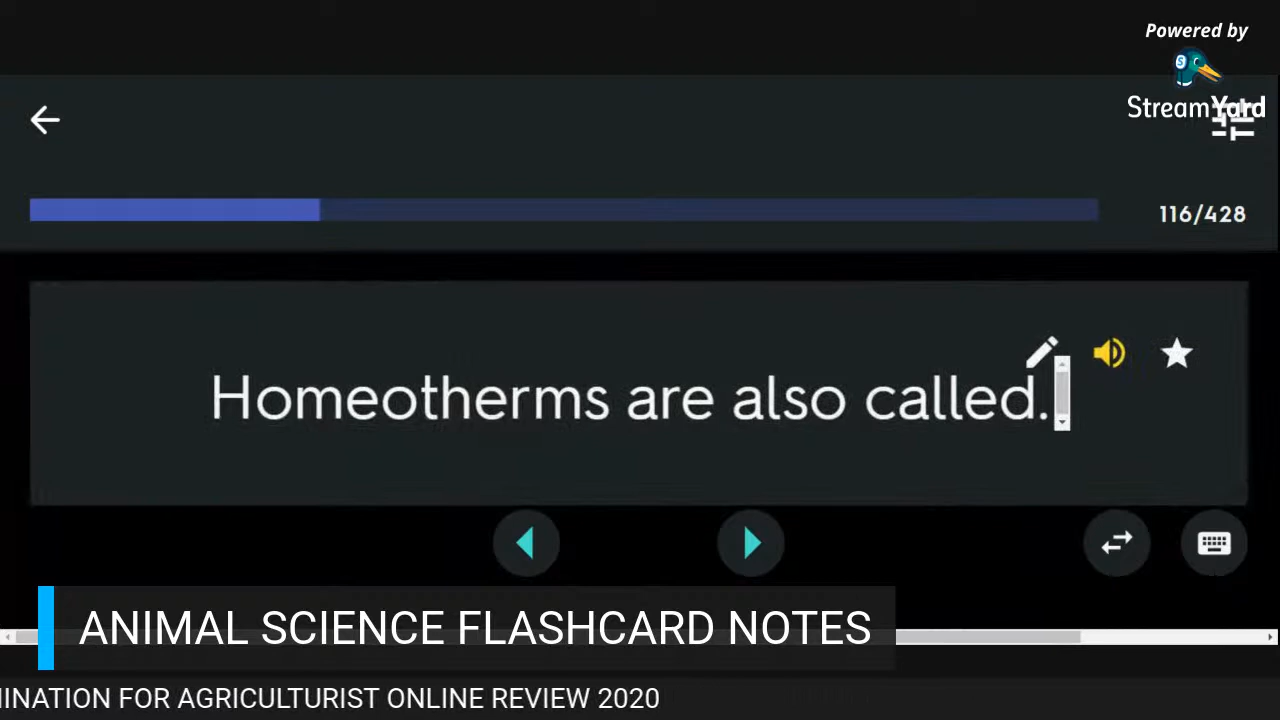 Powered by
StreamYard
116/428
Homeotherms are also called.
ANIMAL SCIENCE FLASHCARD NOTES
INATION FOR AGRICULTURIST ONLINE REVIEW 2020